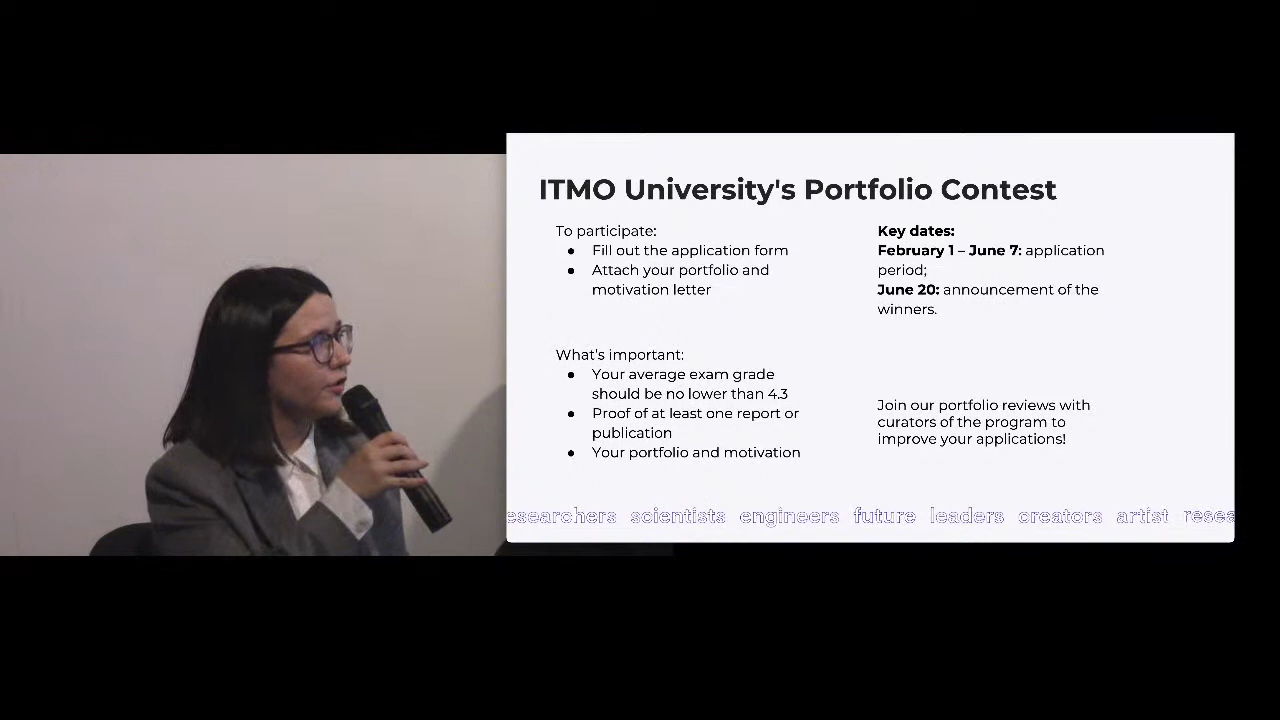 ITMO University's Portfolio Contest
To participate:
● Fill out the application form
● Attach your portfolio and
motivation letter
What's important:
● Your average exam grade
should be no lower than 4.3
● Proof of at least one report or
publication
● Your portfolio and motivation
Key dates:
February 1 – June 7: application
period;
June 20: announcement of the
winners.
Join our portfolio reviews with
curators of the program to
improve your applications!
esearchers scientists engineers future leaders creators artist resea